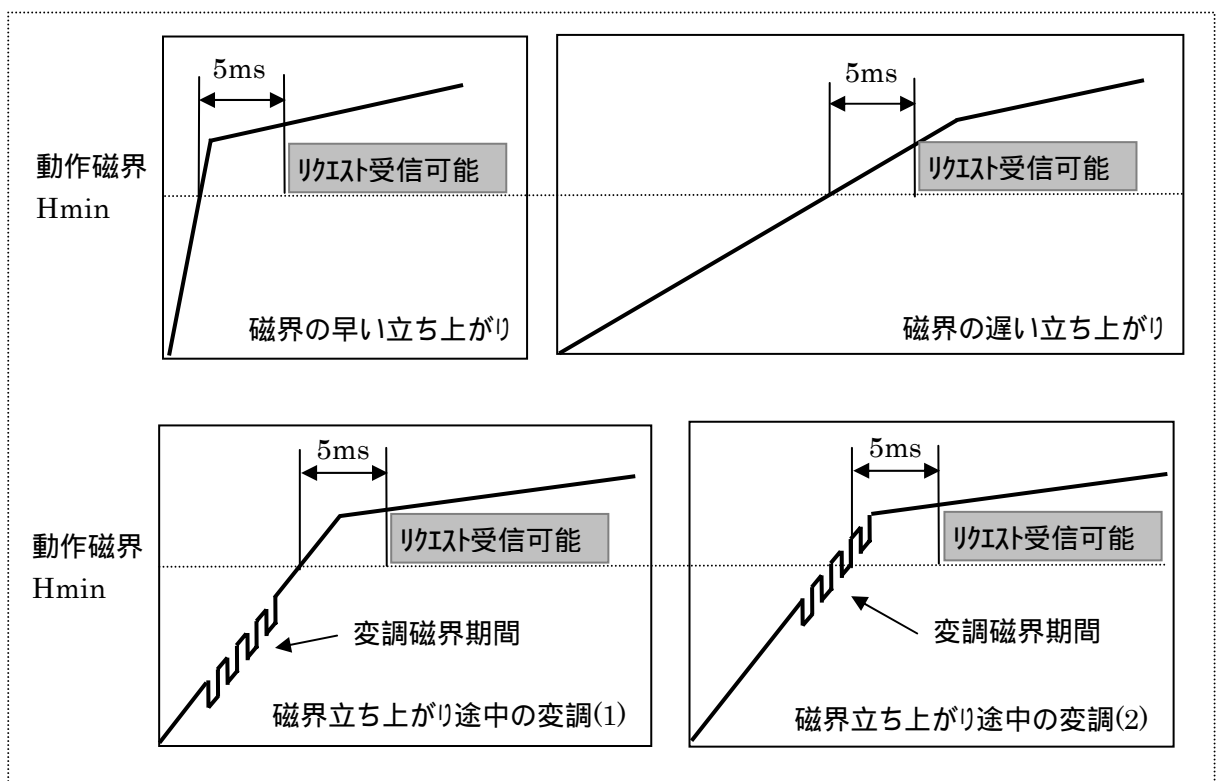 5ms
動作磁界
Hmin
リクエスト受信可能
磁界の早い立ち上がり
5ms
リクエスト受信可能
磁界の遅い立ち上がり
動作磁界
Hmin
5ms
リクエスト受信可能
変調磁界期間
磁界立ち上がり途中の変調(1)
5ms
リクエスト受信可能
変調磁界期間
磁界立ち上がり途中の変調(2)